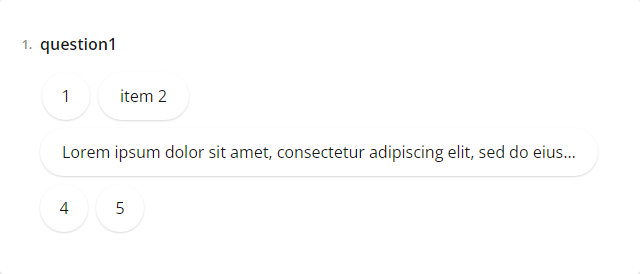 1. question1
1 item 2
Lorem ipsum dolor sit amet, consectetur adipiscing elit, sed do eius...
4 5